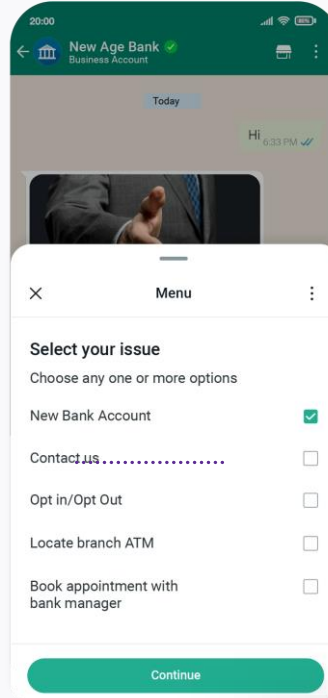 20:00
New Age Bank
Business Account
Today
Hi 6:33 PM
Menu
Select your issue
Choose any one or more options
New Bank Account
Contact us
Opt in/Opt Out
Locate branch ATM
Book appointment with
bank manager
Continue